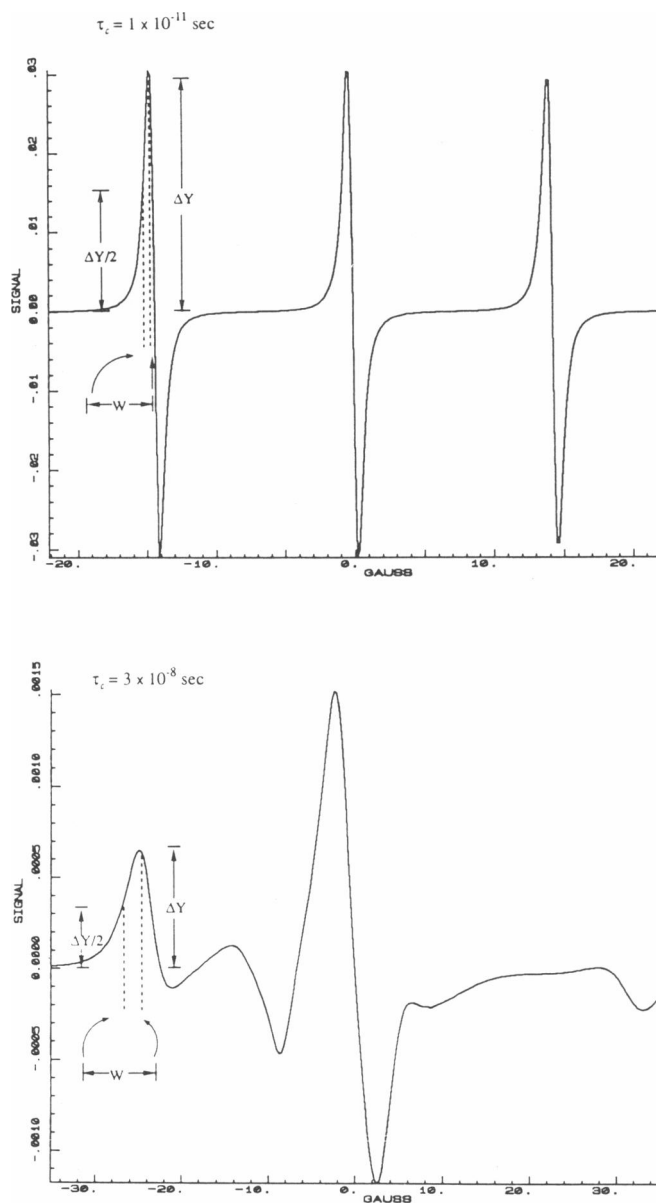 τc = 1 x 10-11 sec
.03
.02
.01
0.00
-.01
-.02
-.03
SIGNAL
ΔY
ΔY/2
W
-20.
-10.
0.
10.
20.
GAUSS
τc = 3 x 10-8 sec
.0015
.0010
.0005
0.0000
-.0005
-.0010
SIGNAL
ΔY
ΔY/2
W
-30.
-20.
-10.
0.
10.
20.
30.
GAUSS